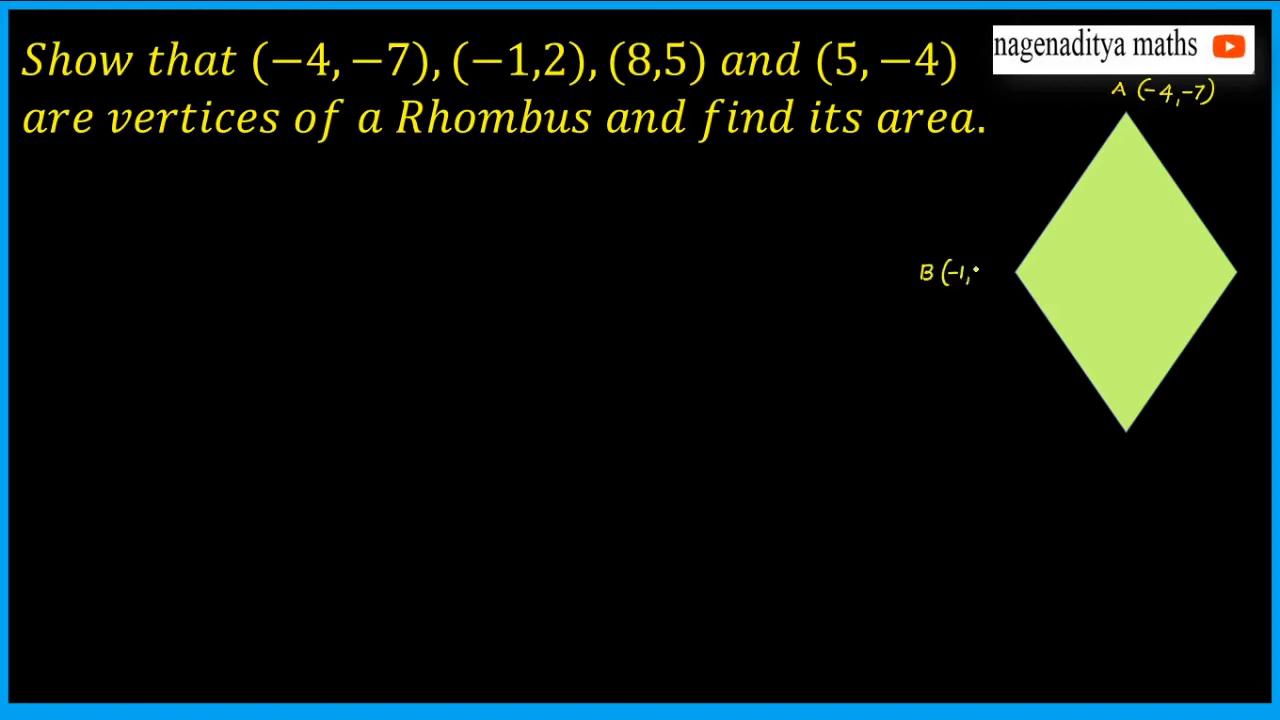 Show that (−4, −7), (−1,2), (8,5) and (5, −4)
are vertices of a Rhombus and find its area.
nagenaditya maths
A (-4,-7)
B (-1,